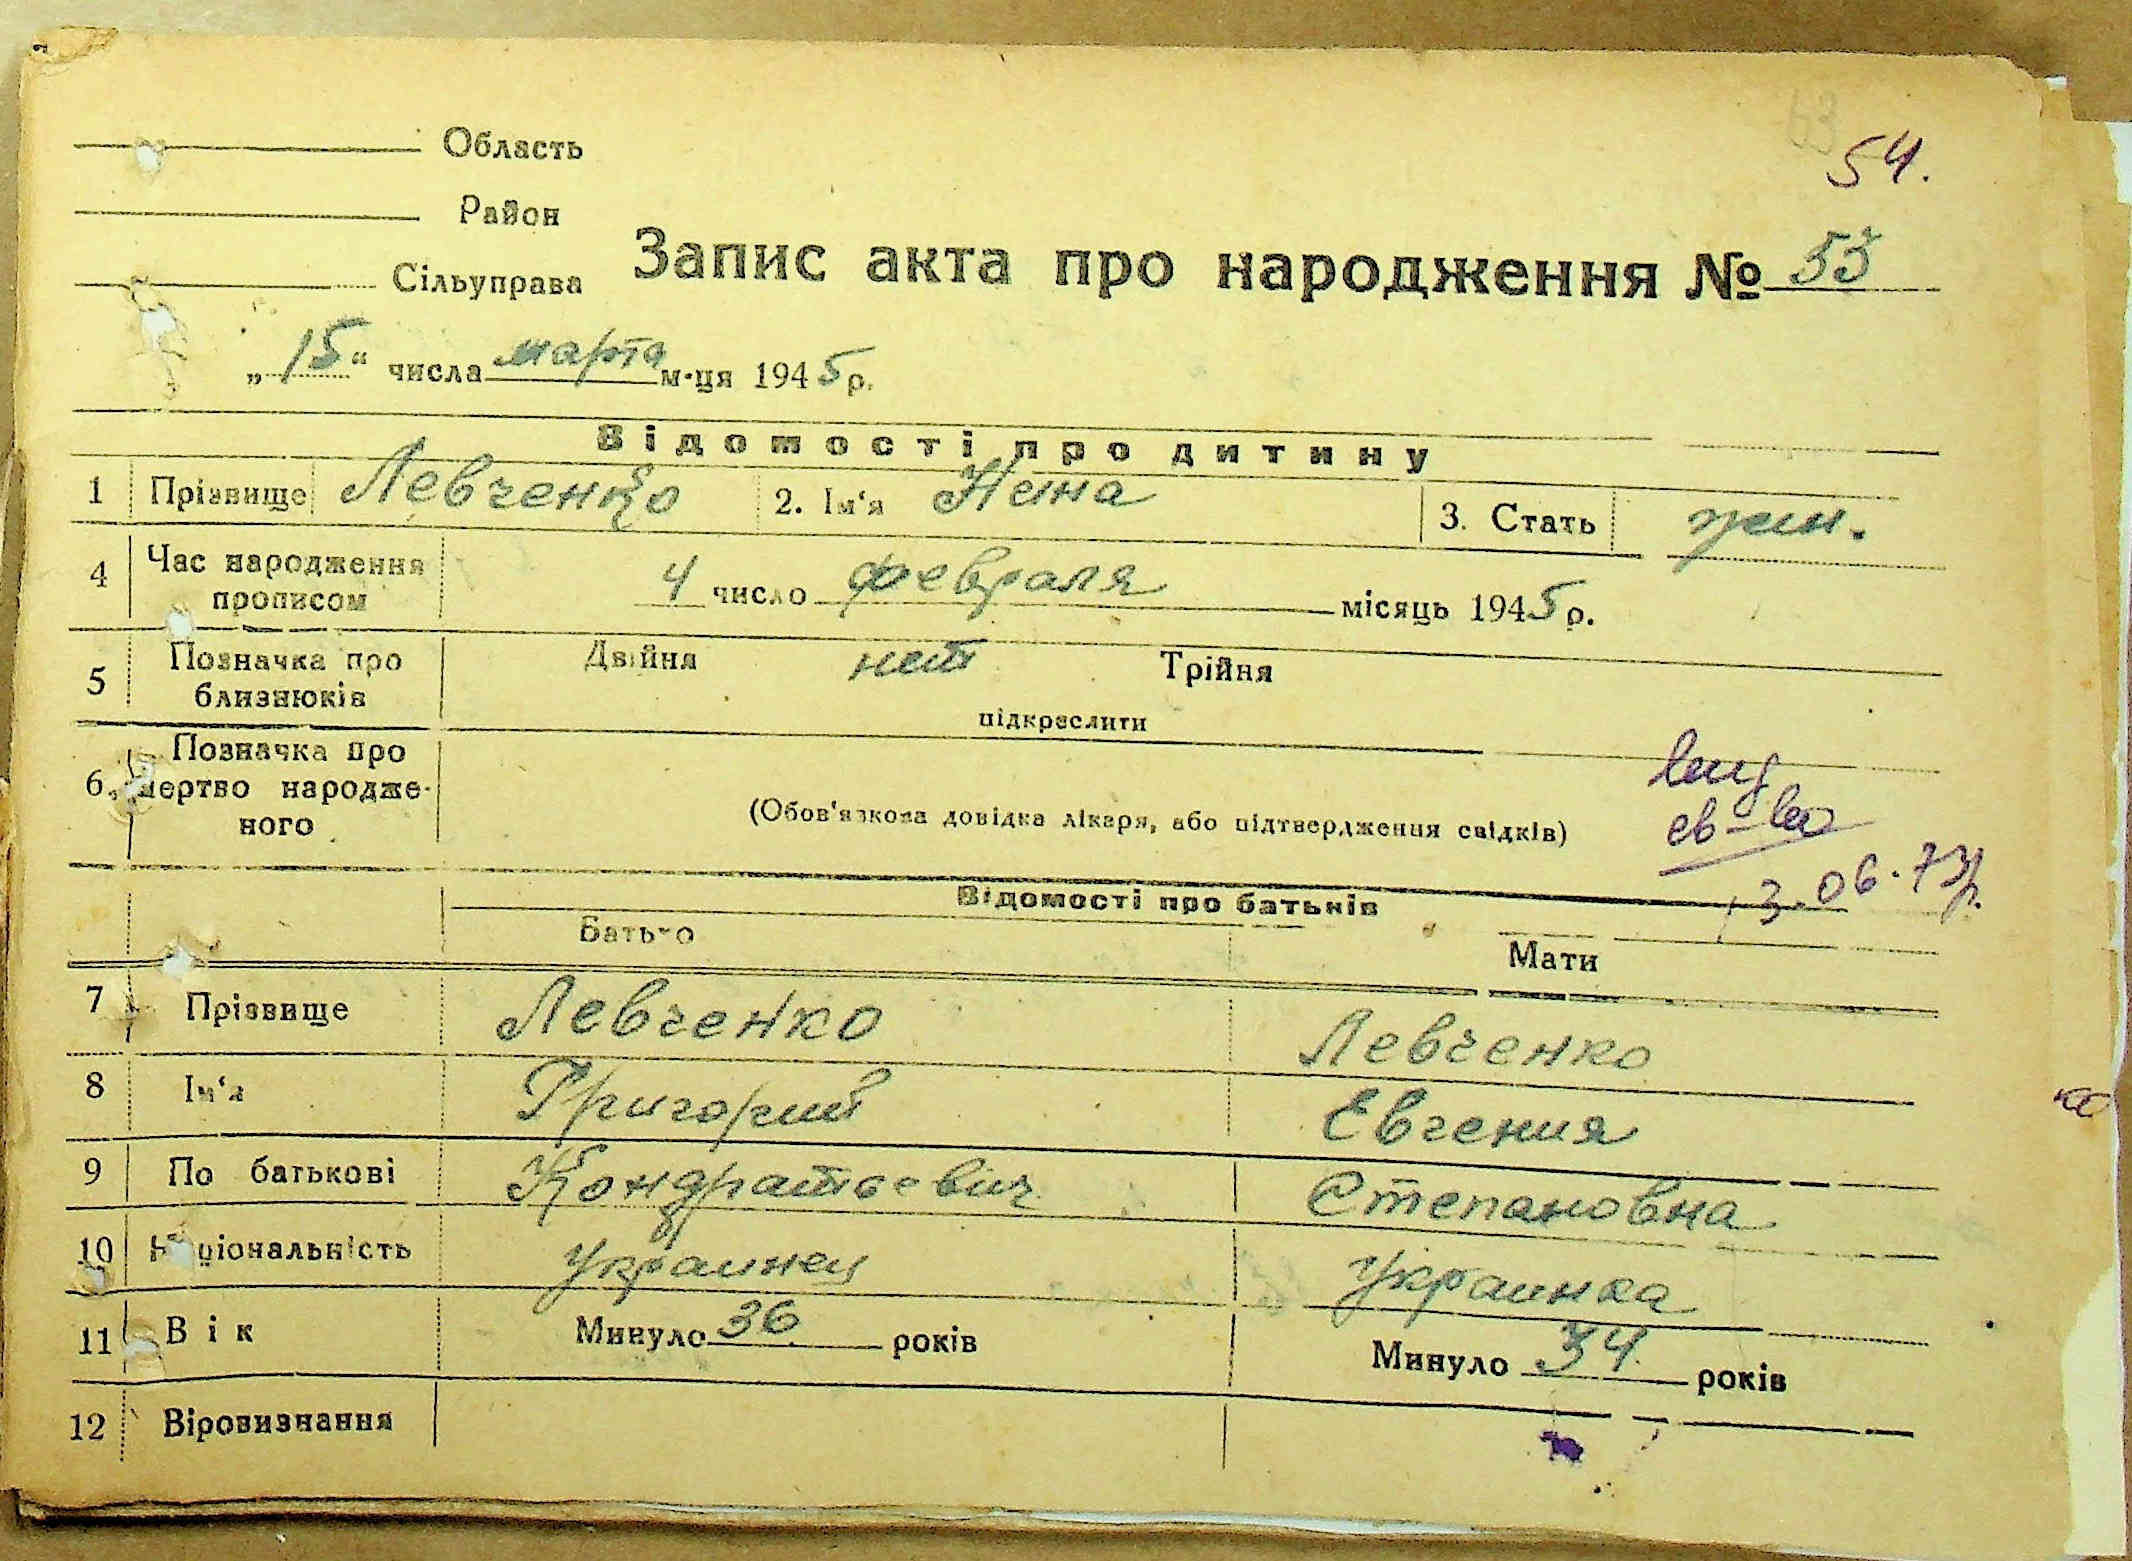 54.
Область
Район
Сільуправа
Запис акта про народження № 53
„15“ числа марта м-ця 1945 р.
Відомості про дитину
1 Прізвище Левченко 2. Ім‘я Нина 3. Стать жен.
4 Час народження прописом 4 число февраля місяць 1945 р.
5 Позначка про близнюків Двійня нет Трійня
підкреслити
6. Позначка про мертво народженого
(Обов'язкова довідка лікаря, або підтвердження свідків)
св-во
13.06.73р.
Відомості про батьків
Батько Мати
7 Прізвище Левченко Левченко
8 Ім‘я Григорий Евгения
9 По батькові Кондратьевич Степановна
10 Національність украинец украинка
11 Вік Минуло 36 років Минуло 34 років
12 Віровизнання